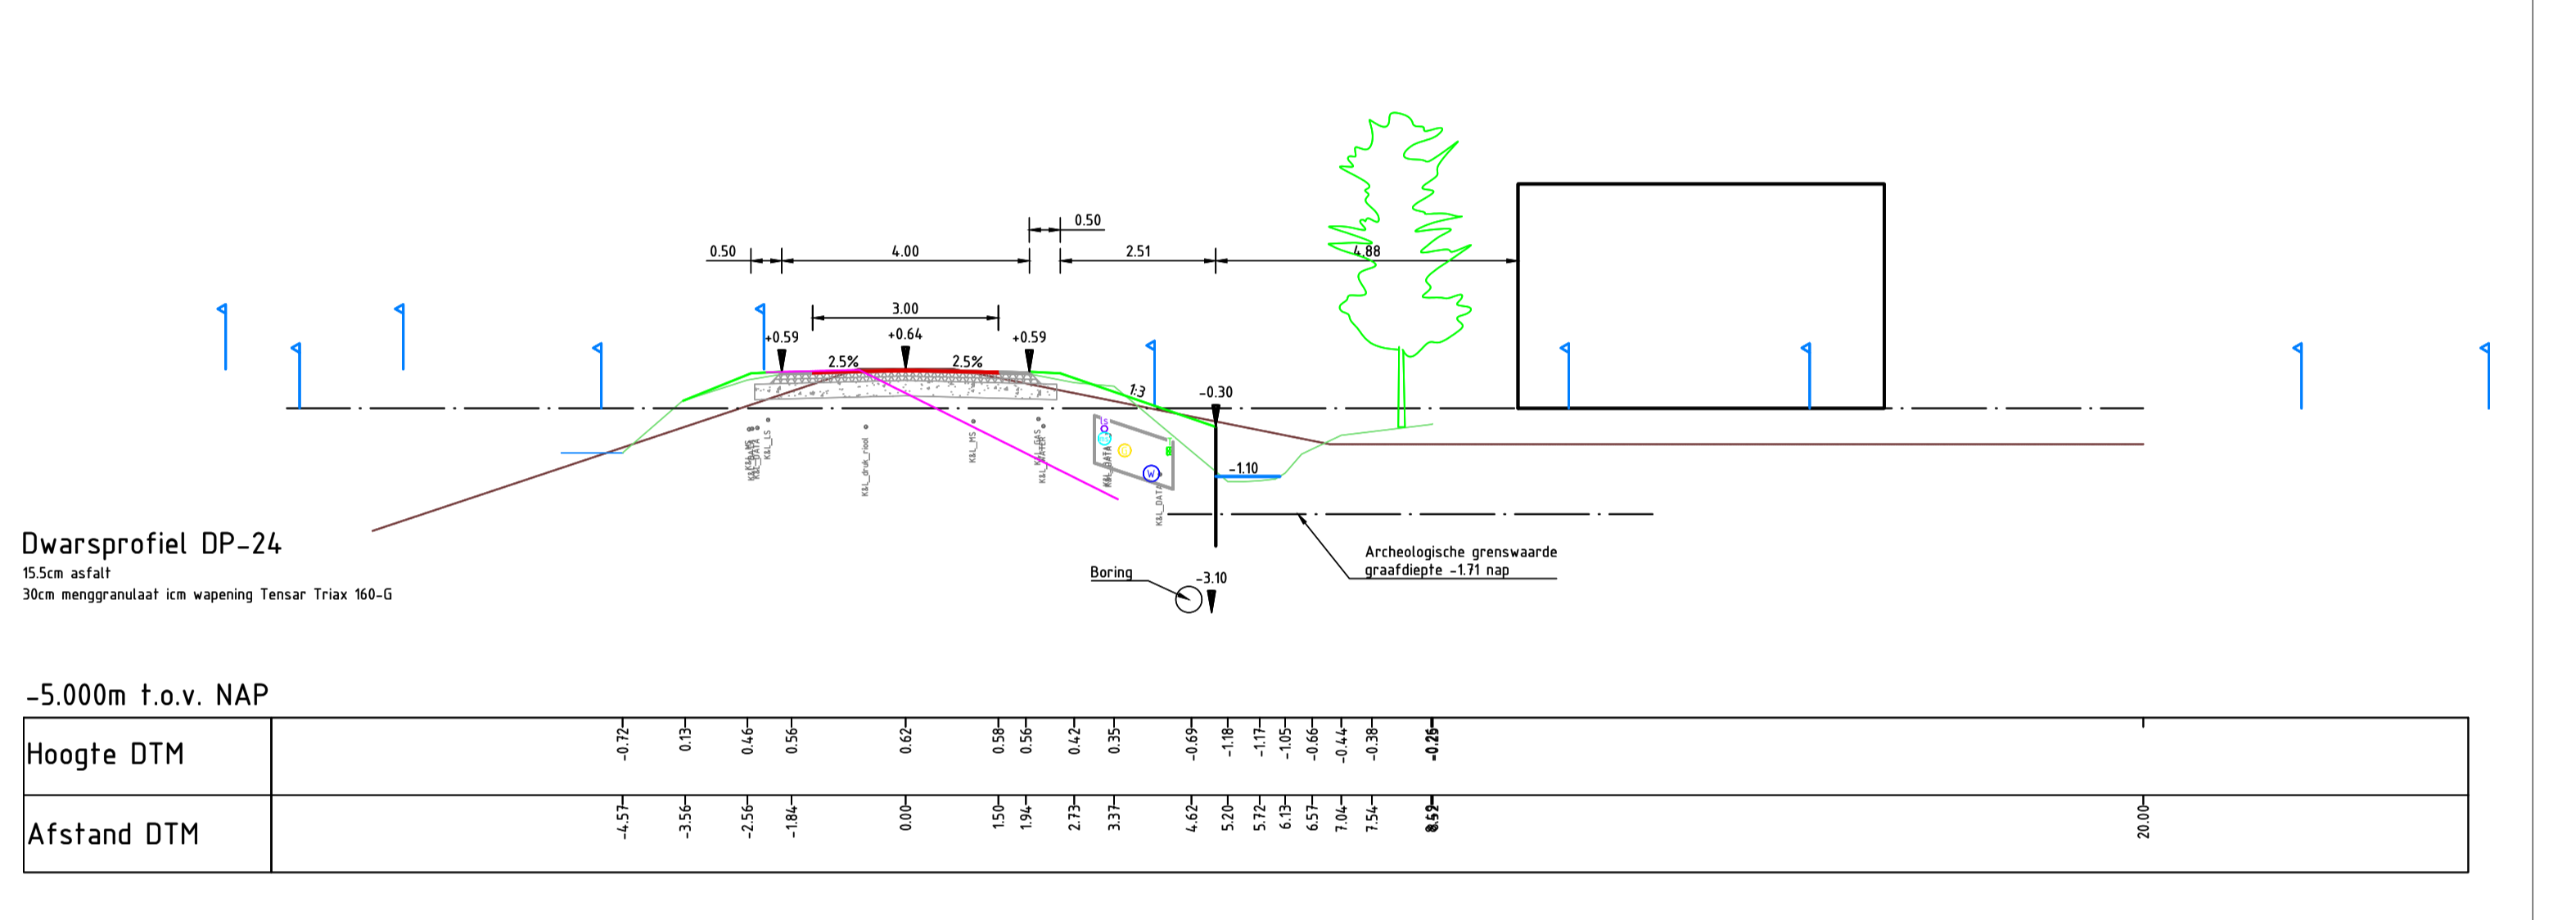 0.50
0.50
4.00
2.51
4.88
3.00
+0.59
+0.64
+0.59
2.5%
2.5%
1:3
-0.30
-1.10
K&L_LS
K&L_druk_riool
K&L_MS
K&L_DATA
W
Dwarsprofiel DP-24
15.5cm asfalt
30cm menggranulaat icm wapening Tensar Triax 160-G
Archeologische grenswaarde
graafdiepte -1.71 nap
Boring
-3.10
-5.000m t.o.v. NAP
Hoogte DTM -0.72 0.13 0.46 0.56 0.62 0.58 0.56 0.42 0.35 -0.69 -1.18 -1.17 -1.05 -0.66 -0.44 -0.38
Afstand DTM -4.57 -3.56 -2.56 -1.84 0.00 1.50 1.94 2.73 3.37 4.62 5.20 5.72 6.13 6.57 7.04 7.54 20.00